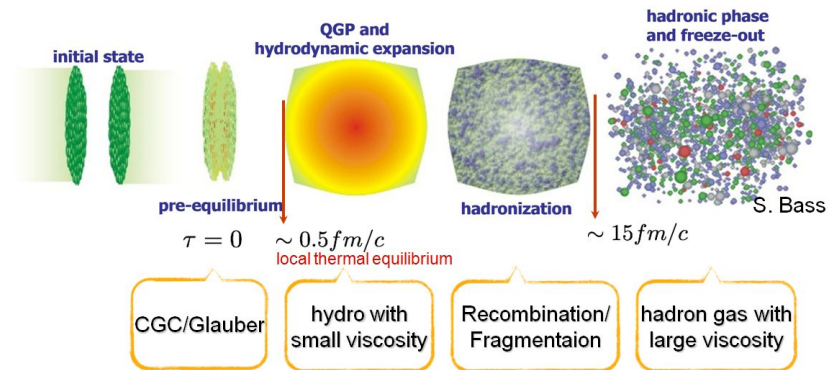 initial state
pre-equilibrium
QGP and
hydrodynamic expansion
hadronization
hadronic phase
and freeze-out
S. Bass
τ = 0
∼ 0.5fm/c
local thermal equilibrium
∼ 15fm/c
CGC/Glauber
hydro with
small viscosity
Recombination/
Fragmentaion
hadron gas with
large viscosity